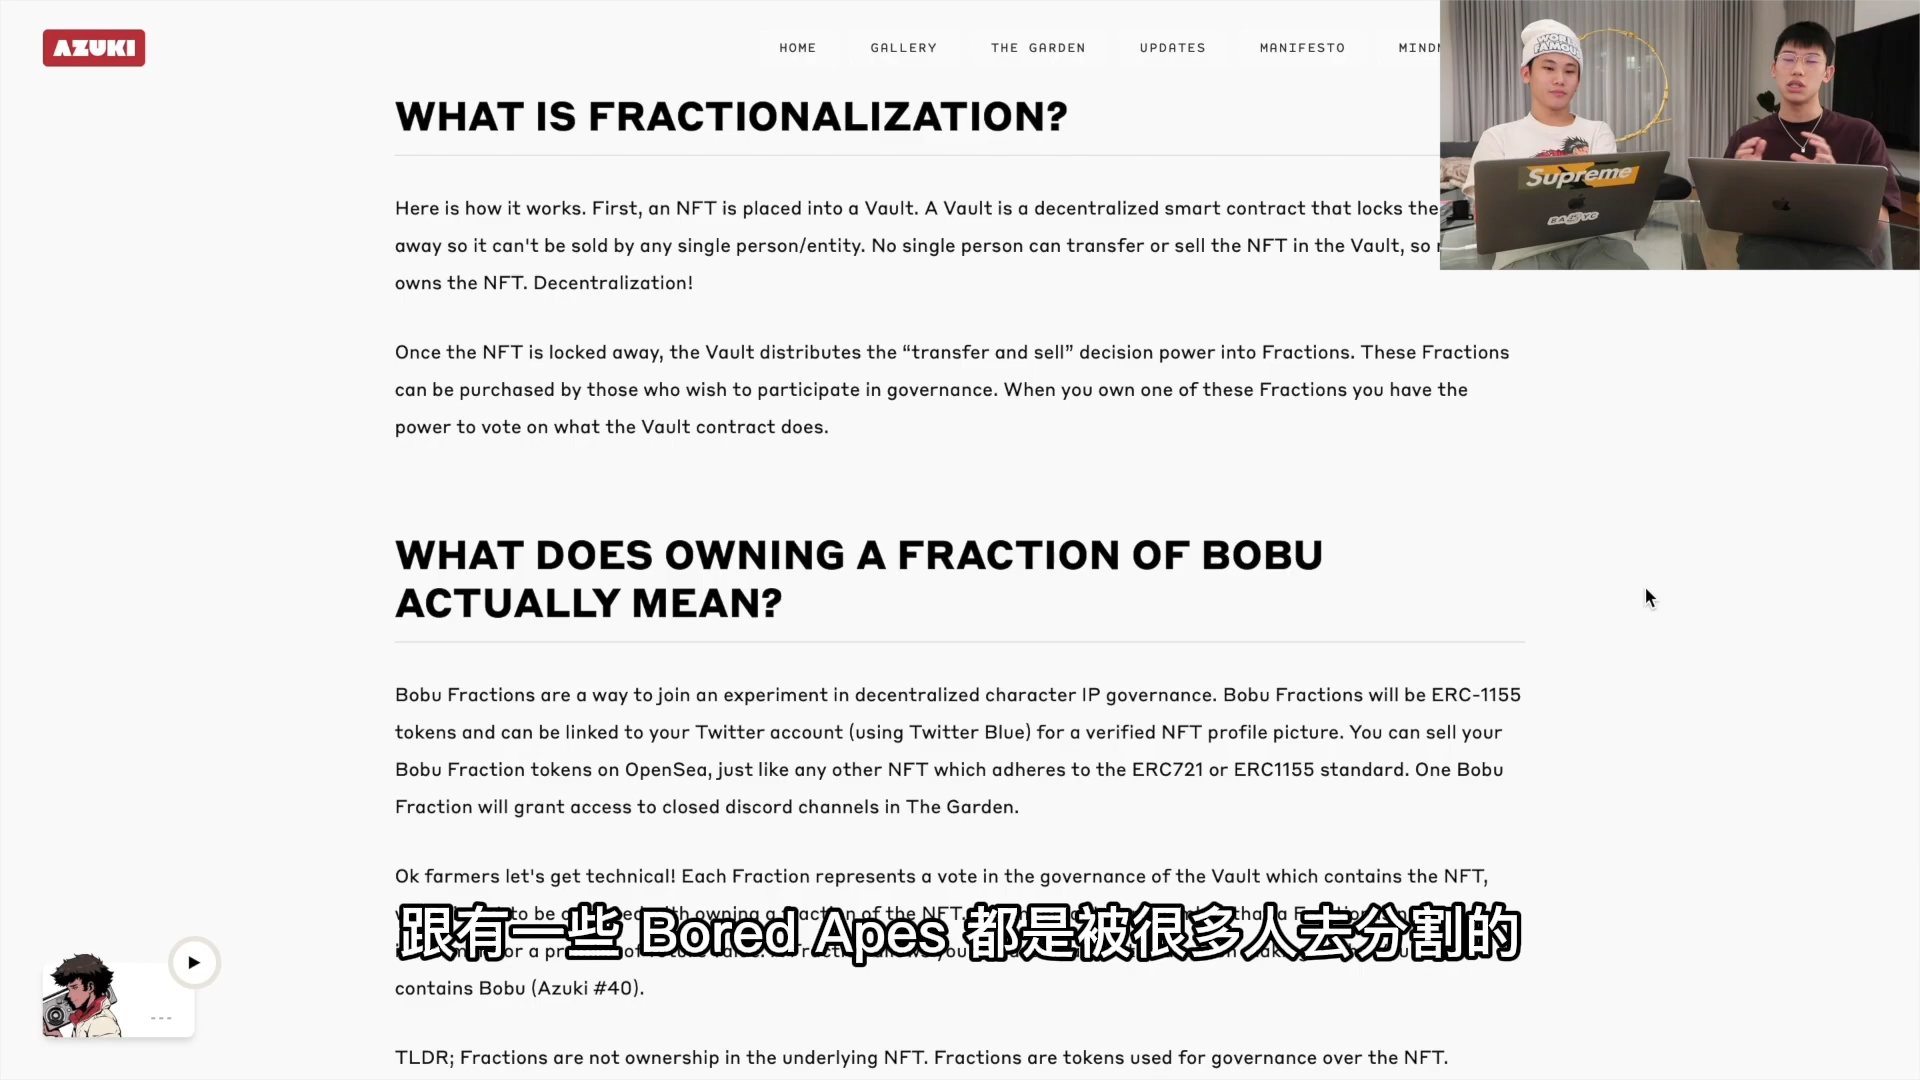 AZUKI
HOME GALLERY THE GARDEN UPDATES MANIFESTO
WORLD
FAMOUS
Supreme
BAYC
WHAT IS FRACTIONALIZATION?
Here is how it works. First, an NFT is placed into a Vault. A Vault is a decentralized smart contract that locks the
away so it can't be sold by any single person/entity. No single person can transfer or sell the NFT in the Vault, so
owns the NFT. Decentralization!
Once the NFT is locked away, the Vault distributes the “transfer and sell” decision power into Fractions. These Fractions
can be purchased by those who wish to participate in governance. When you own one of these Fractions you have the
power to vote on what the Vault contract does.
WHAT DOES OWNING A FRACTION OF BOBU
ACTUALLY MEAN?
Bobu Fractions are a way to join an experiment in decentralized character IP governance. Bobu Fractions will be ERC-1155
tokens and can be linked to your Twitter account (using Twitter Blue) for a verified NFT profile picture. You can sell your
Bobu Fraction tokens on OpenSea, just like any other NFT which adheres to the ERC721 or ERC1155 standard. One Bobu
Fraction will grant access to closed discord channels in The Garden.
Ok farmers let's get technical! Each Fraction represents a vote in the governance of the Vault which contains the NFT,
to be owning a of the NFT.
跟有一些 Bored Apes 都是被很多人去分割的
contains Bobu (Azuki #40).
TLDR; Fractions are not ownership in the underlying NFT. Fractions are tokens used for governance over the NFT.